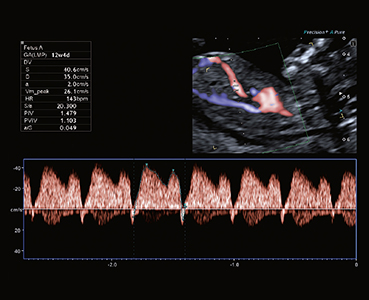 Precision+ A Pure
Fetus A
GA(LMP) 12w4d
DV
S 40.6cm/s
D 35.0cm/s
a 2.0cm/s
Vm_peak 26.1cm/s
HR 143bpm
S/a 20.300
PIV 1.479
PVIV 1.103
a/S 0.049
-40
-20
cm/s
20
40
-2.0
-1.0
0